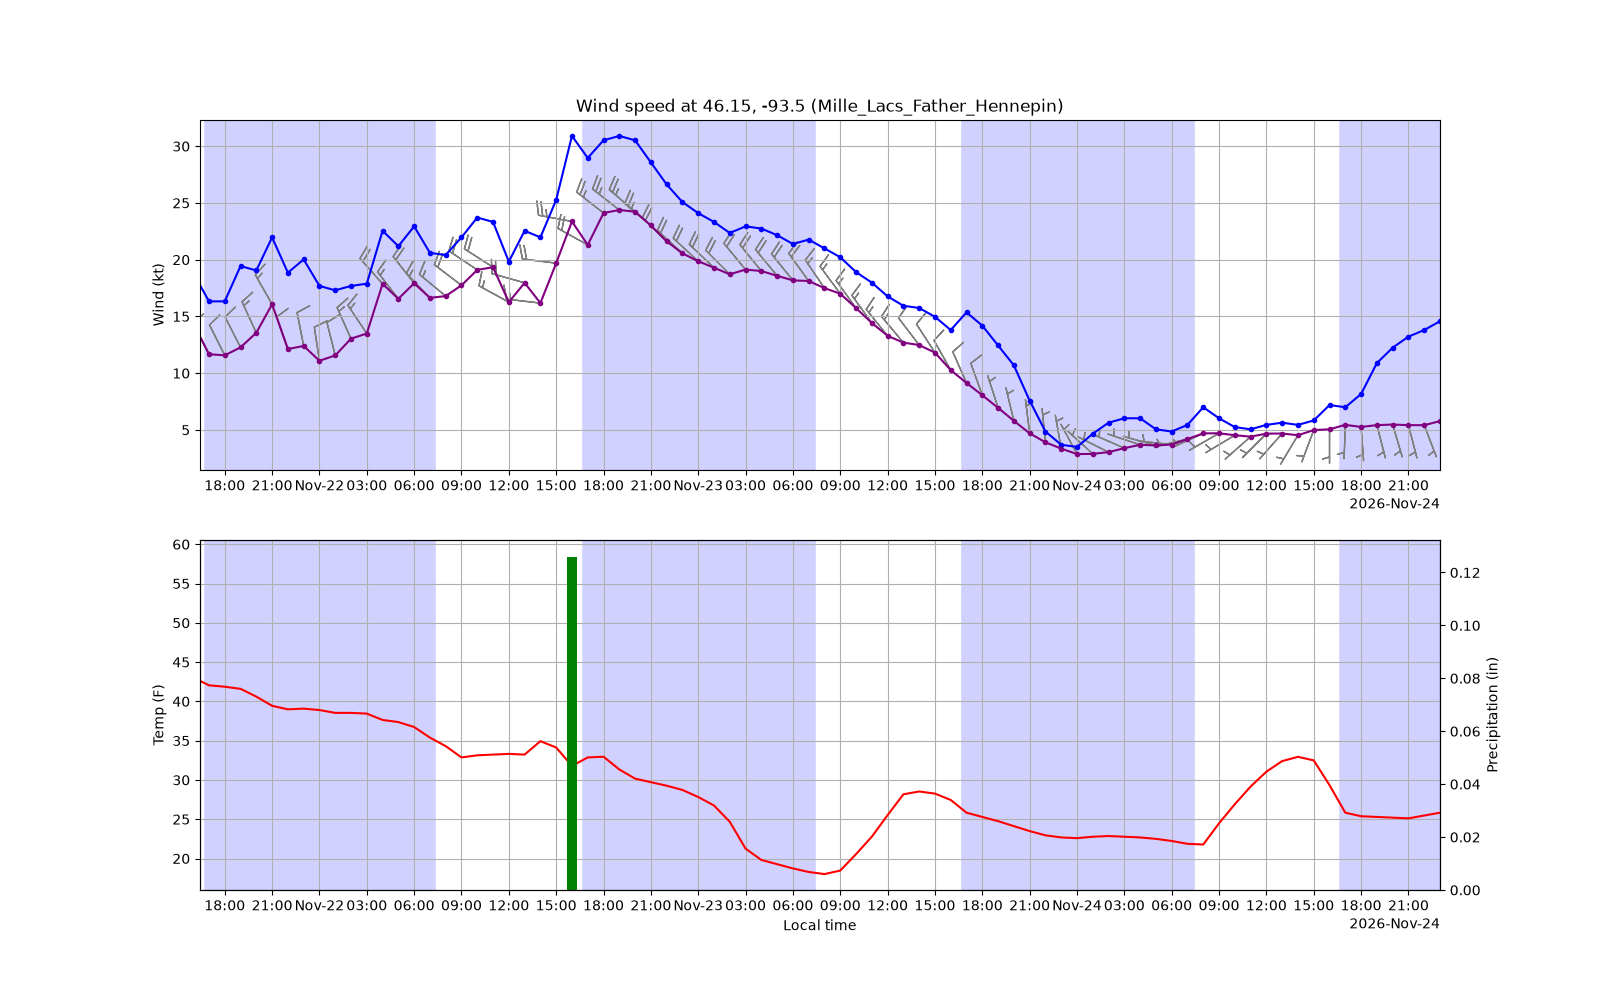 Wind speed at 46.15, -93.5 (Mille_Lacs_Father_Hennepin)
Wind (kt)
30
25
20
15
10
5
18:00 21:00 Nov-22 03:00 06:00 09:00 12:00 15:00 18:00 21:00 Nov-23 03:00 06:00 09:00 12:00 15:00 18:00 21:00 Nov-24 03:00 06:00 09:00 12:00 15:00 18:00 21:00
2026-Nov-24
Temp (F)
60
55
50
45
40
35
30
25
20
0.12
0.10
0.08
0.06
0.04
0.02
0.00
Precipitation (in)
18:00 21:00 Nov-22 03:00 06:00 09:00 12:00 15:00 18:00 21:00 Nov-23 03:00 06:00 09:00 12:00 15:00 18:00 21:00 Nov-24 03:00 06:00 09:00 12:00 15:00 18:00 21:00
Local time
2026-Nov-24